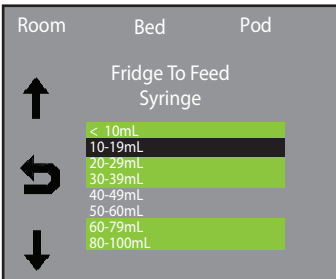 Room Bed Pod
Fridge To Feed
Syringe
< 10mL
10-19mL
20-29mL
30-39mL
40-49mL
50-60mL
60-79mL
80-100mL